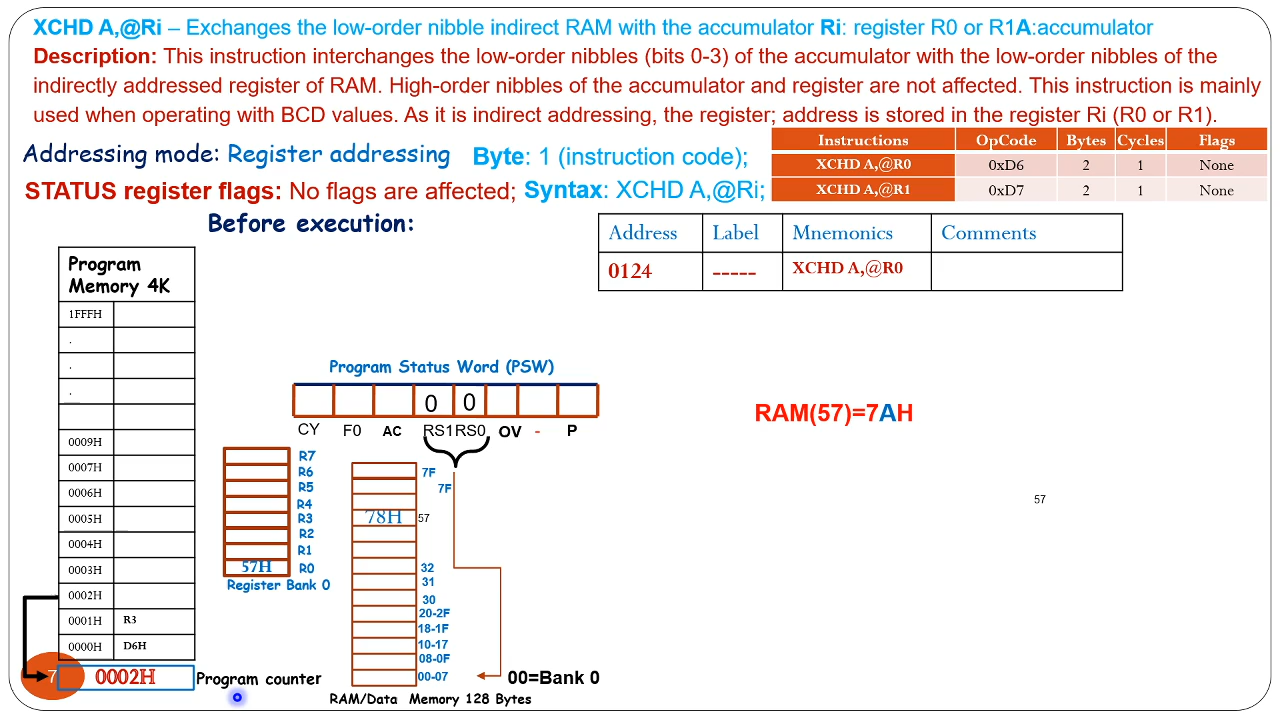 XCHD A,@Ri – Exchanges the low-order nibble indirect RAM with the accumulator Ri: register R0 or R1A:accumulator
Description: This instruction interchanges the low-order nibbles (bits 0-3) of the accumulator with the low-order nibbles of the
indirectly addressed register of RAM. High-order nibbles of the accumulator and register are not affected. This instruction is mainly
used when operating with BCD values. As it is indirect addressing, the register; address is stored in the register Ri (R0 or R1).
Addressing mode: Register addressing Byte: 1 (instruction code);
STATUS register flags: No flags are affected; Syntax: XCHD A,@Ri;
Instructions OpCode Bytes Cycles Flags
XCHD A,@R0 0xD6 2 1 None
XCHD A,@R1 0xD7 2 1 None
Before execution:
Address Label Mnemonics Comments
0124 ----- XCHD A,@R0
Program
Memory 4K
1FFFH
.
.
.
0009H
0007H
0006H
0005H
0004H
0003H
0002H
0001H R3
0000H D6H
7 0002H Program counter
Program Status Word (PSW)
0 0
CY F0 AC RS1 RS0 OV - P
R7
R6
R5
R4
R3
R2
R1
57H R0
Register Bank 0
7F
7F
78H 57
32
31
30
20-2F
18-1F
10-17
08-0F
00-07
00=Bank 0
RAM/Data Memory 128 Bytes
RAM(57)=7AH
57